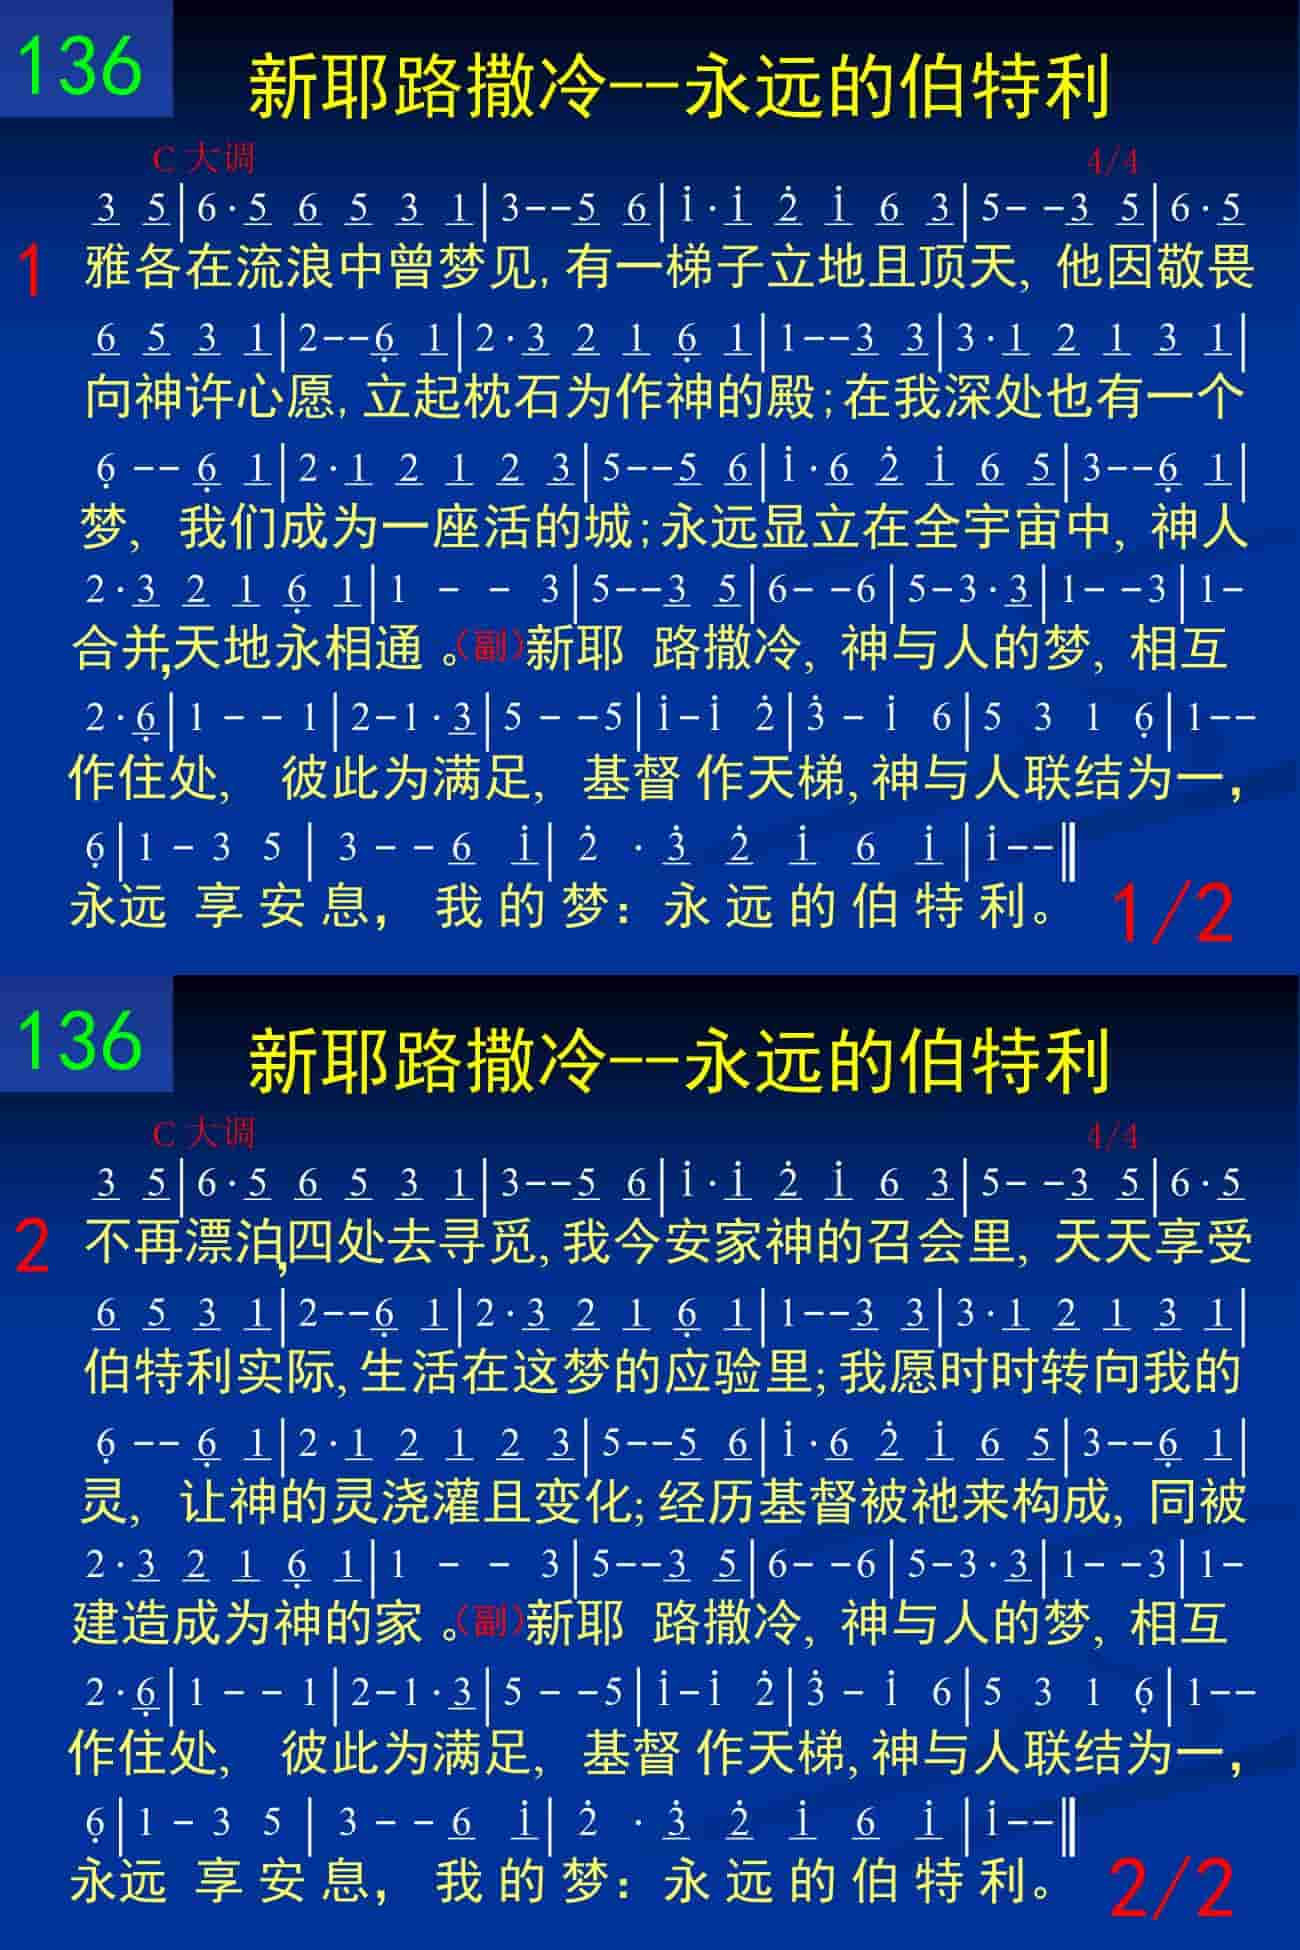 136
新耶路撒冷--永远的伯特利
C 大调 4/4
3 5|6·5 6 5 3 1|3--5 6|i·i 2̇ i 6 3|5- -3 5|6·5
1 雅各在流浪中曾梦见,有一梯子立地且顶天, 他因敬畏
6 5 3 1|2--6̣ 1|2·3 2 1 6̣ 1|1--3 3|3·1 2 1 3 1|
向神许心愿,立起枕石为作神的殿;在我深处也有一个
6̣ -- 6̣ 1|2·1 2 1 2 3|5--5 6|i·6 2̇ i 6 5|3--6̣ 1|
梦, 我们成为一座活的城;永远显立在全宇宙中, 神人
2·3 2 1 6̣ 1|1 - - 3|5--3 5|6- -6|5-3·3|1- -3|1-
合并,天地永相通。(副)新耶 路撒冷, 神与人的梦, 相互
2·6̣|1 - - 1|2-1·3|5 - -5|i-i 2̇|3̇ - i 6|5 3 1 6̣|1--
作住处, 彼此为满足, 基督 作天梯,神与人联结为一,
6̣|1 - 3 5| 3 - - 6 i| 2̇ · 3̇ 2̇ i 6 i|i--‖
永远 享 安 息, 我 的 梦: 永 远 的 伯 特 利。 1/2
136
新耶路撒冷--永远的伯特利
C 大调 4/4
3 5|6·5 6 5 3 1|3--5 6|i·i 2̇ i 6 3|5- -3 5|6·5
2 不再漂泊,四处去寻觅,我今安家神的召会里, 天天享受
6 5 3 1|2--6̣ 1|2·3 2 1 6̣ 1|1--3 3|3·1 2 1 3 1|
伯特利实际,生活在这梦的应验里;我愿时时转向我的
6̣ -- 6̣ 1|2·1 2 1 2 3|5--5 6|i·6 2̇ i 6 5|3--6̣ 1|
灵, 让神的灵浇灌且变化;经历基督被祂来构成, 同被
2·3 2 1 6̣ 1|1 - - 3|5--3 5|6- -6|5-3·3|1- -3|1-
建造成为神的家。(副)新耶 路撒冷, 神与人的梦, 相互
2·6̣|1 - - 1|2-1·3|5 - -5|i-i 2̇|3̇ - i 6|5 3 1 6̣|1--
作住处, 彼此为满足, 基督 作天梯,神与人联结为一,
6̣|1 - 3 5| 3 - - 6 i| 2̇ · 3̇ 2̇ i 6 i|i--‖
永远 享 安 息, 我 的 梦: 永 远 的 伯 特 利。 2/2